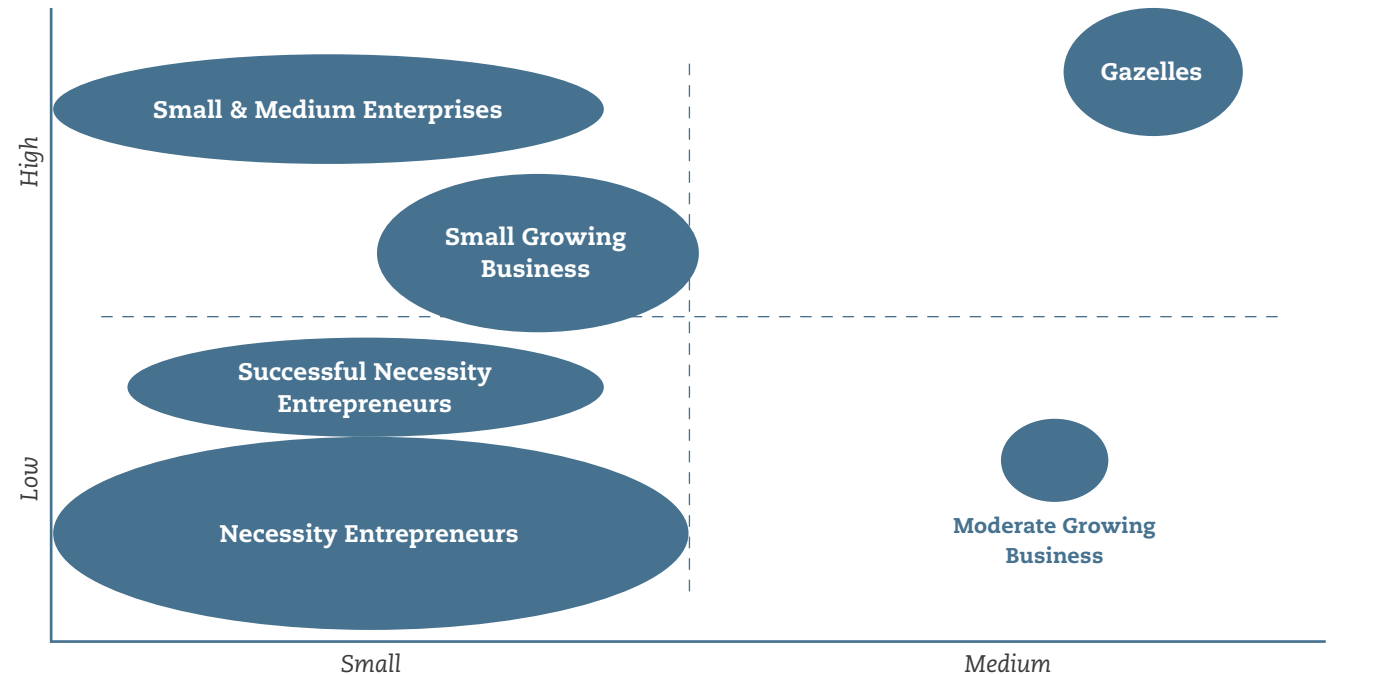 Gazelles
Small & Medium Enterprises
High
Small Growing
Business
Successful Necessity
Entrepreneurs
Low
Necessity Entrepreneurs
Moderate Growing
Business
Small
Medium